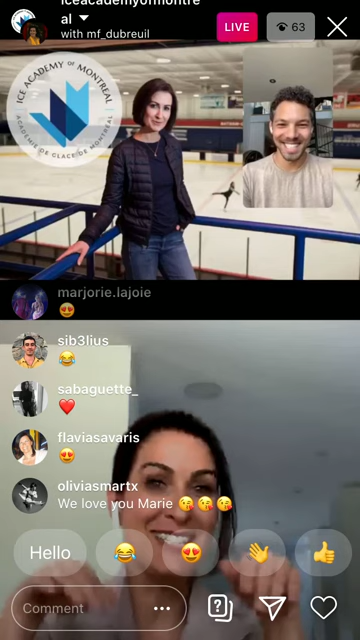 iceacademyofmontre
al
with mf_dubreuil
LIVE
63
ICE ACADEMY OF MONTREAL
ACADÉMIE DE GLACE DE MONTRÉAL
marjorie.lajoie
😍
sib3lius
😂
sabaguette_
❤️
flaviasavaris
😍
oliviasmartx
We love you Marie 😘😘😘
Hello 😂 😍 👋 👍
Comment